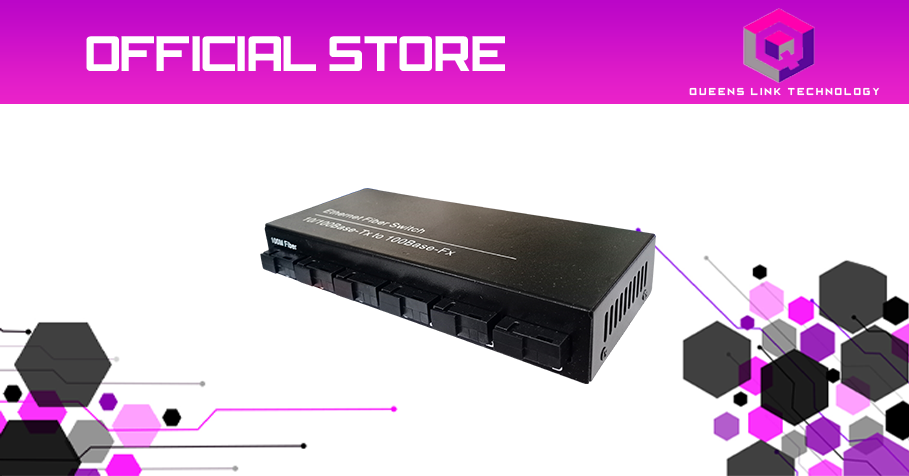 OFFICIAL STORE
QUEENS LINK TECHNOLOGY
Ethernet Fiber Switch
10/100Base-Tx to 100Base-Fx
100M Fiber